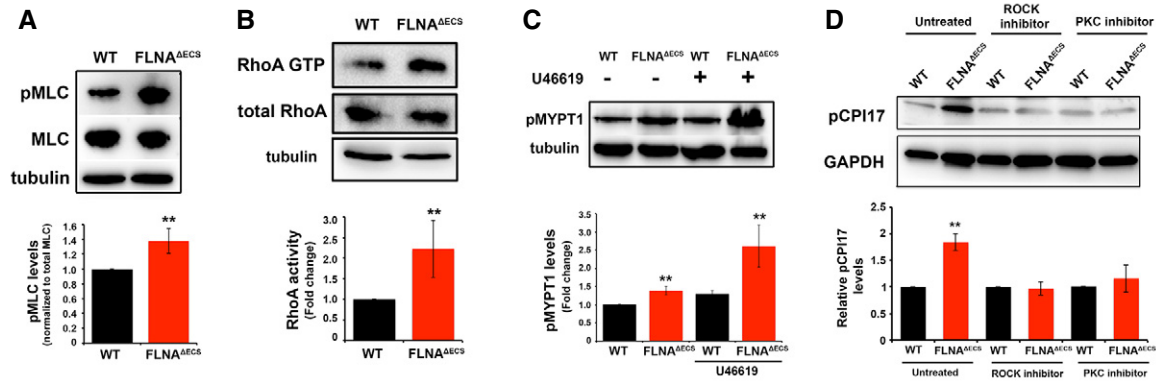 A
WT FLNAΔECS
pMLC
MLC
tubulin
pMLC levels
(normalized to total MLC)
1.6
1.4
1.2
1.0
0.8
0.6
0.4
0.2
0
**
WT FLNAΔECS
B
WT FLNAΔECS
RhoA GTP
total RhoA
tubulin
RhoA activity
(Fold change)
3.5
3.0
2.5
2.0
1.5
1.0
0.5
0.0
**
WT FLNAΔECS
C
WT FLNAΔECS WT FLNAΔECS
U46619 - - + +
pMYPT1
tubulin
pMYPT1 levels
(Fold change)
3.5
3.0
2.5
2.0
1.5
1.0
0.5
0.0
** **
WT FLNAΔECS WT FLNAΔECS
U46619
D
Untreated ROCK inhibitor PKC inhibitor
WT FLNAΔECS WT FLNAΔECS WT FLNAΔECS
pCPI17
GAPDH
Relative pCPI17
levels
2.5
2
1.5
1
0.5
0
**
WT FLNAΔECS WT FLNAΔECS WT FLNAΔECS
Untreated ROCK inhibitor PKC inhibitor